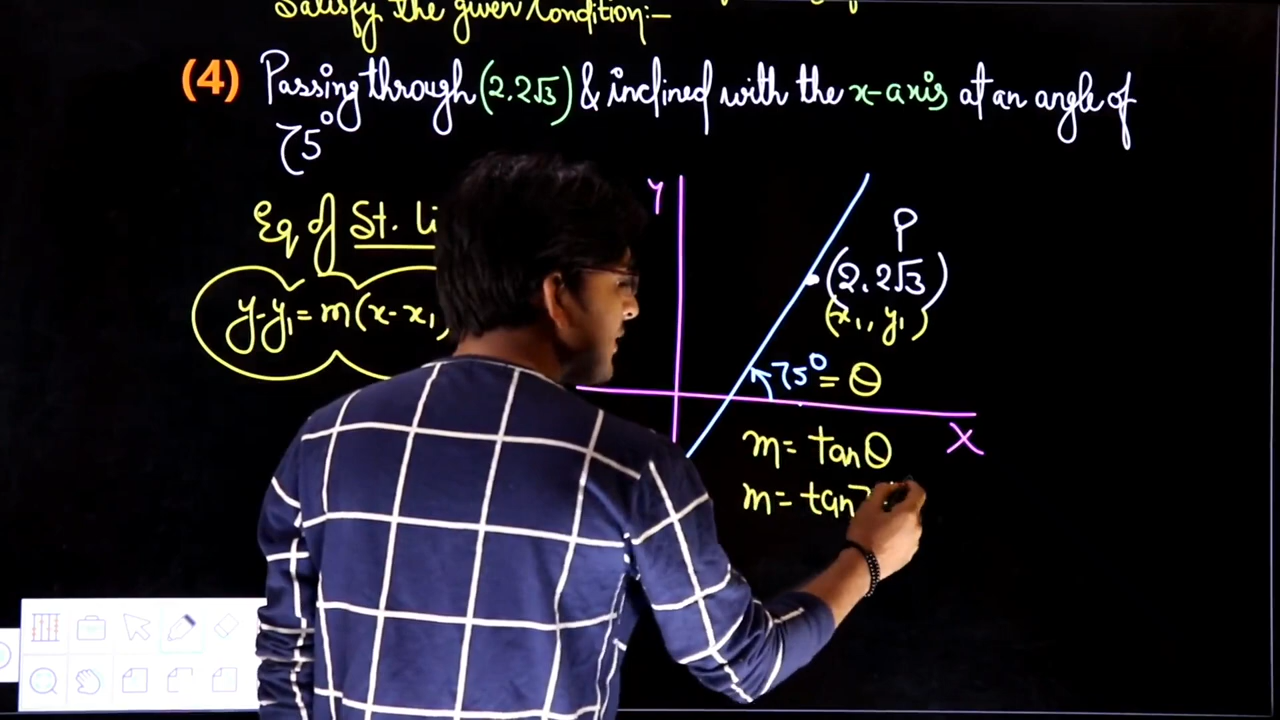 Satisfy the given condition:-
(4) Passing through (2, 2√3) & inclined with the x-axis at an angle of
75°
Eq of St. Li
y-y₁=m(x-x₁)
Y
P
(2, 2√3)
(x₁, y₁)
75° = θ
X
m= tanθ
m= tan7